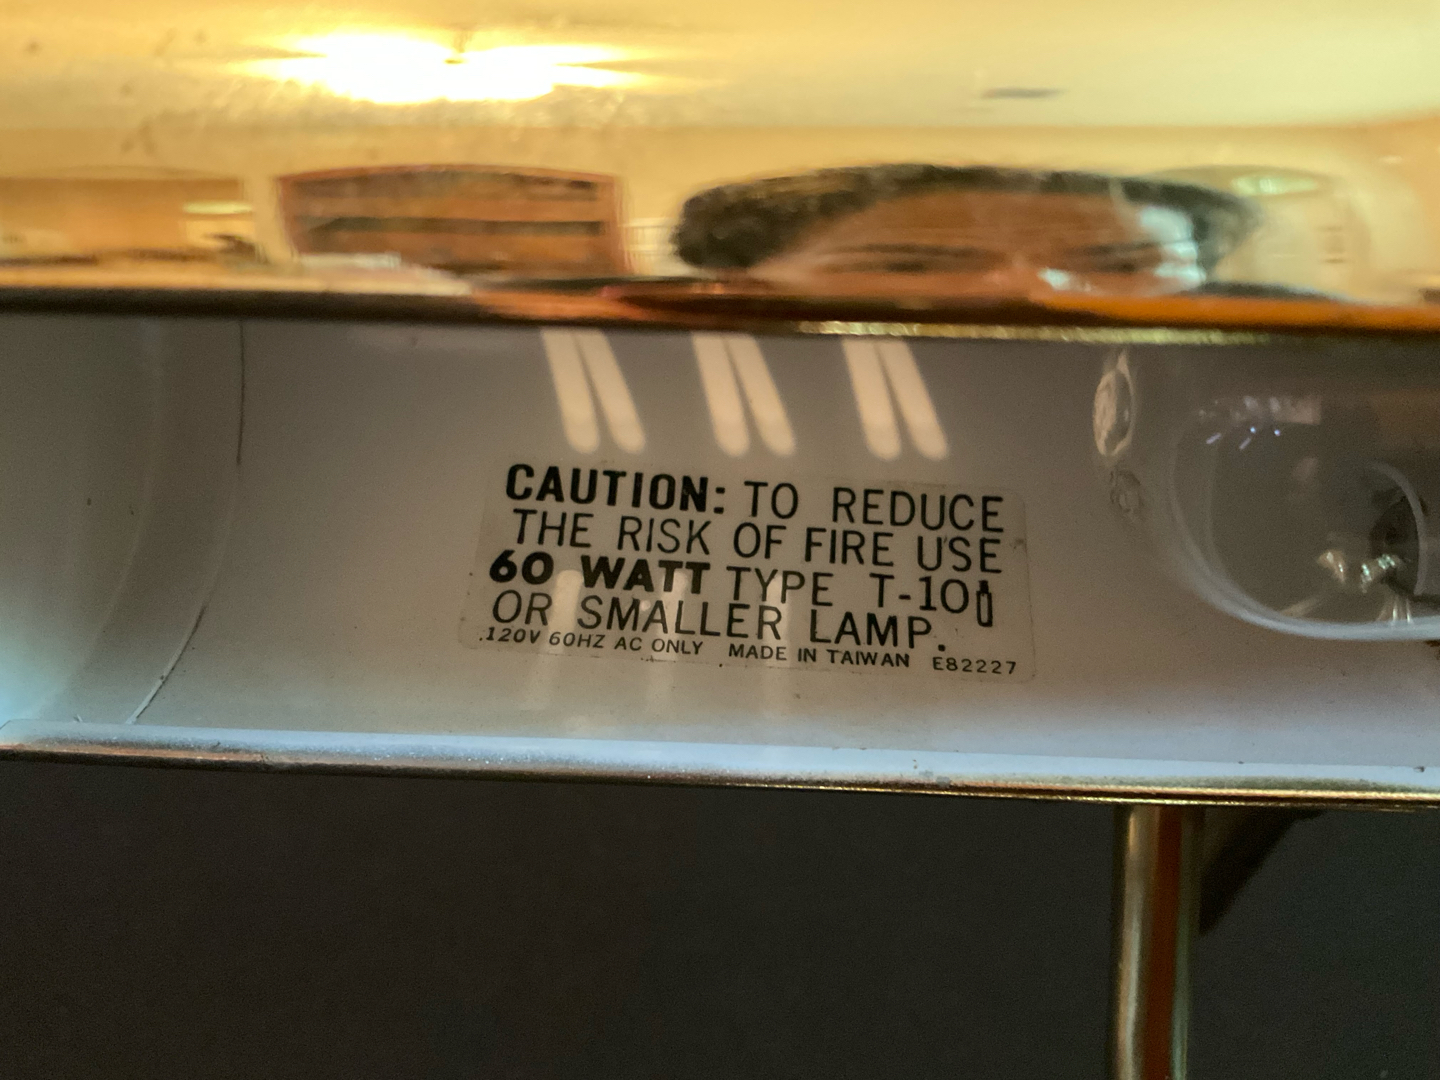 CAUTION: TO REDUCE
THE RISK OF FIRE USE
60 WATT TYPE T-10
OR SMALLER LAMP.
120V 60HZ AC ONLY MADE IN TAIWAN E82227